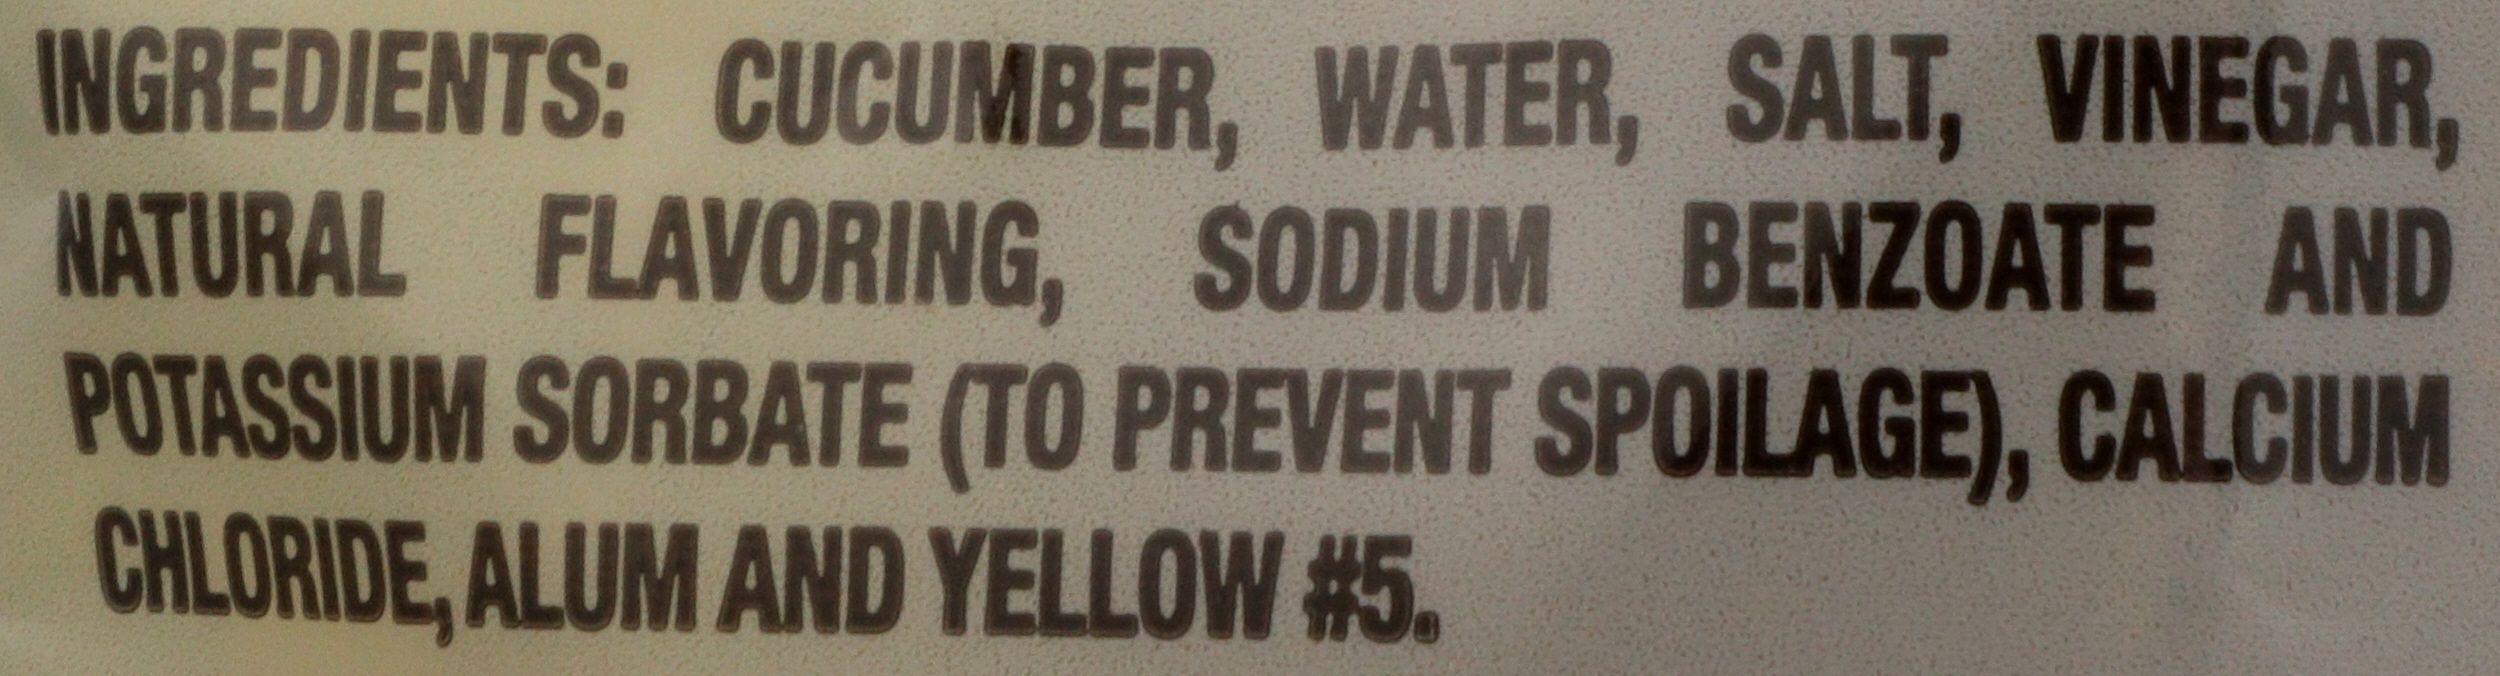 INGREDIENTS: CUCUMBER, WATER, SALT, VINEGAR,
NATURAL FLAVORING, SODIUM BENZOATE AND
POTASSIUM SORBATE (TO PREVENT SPOILAGE), CALCIUM
CHLORIDE, ALUM AND YELLOW #5.